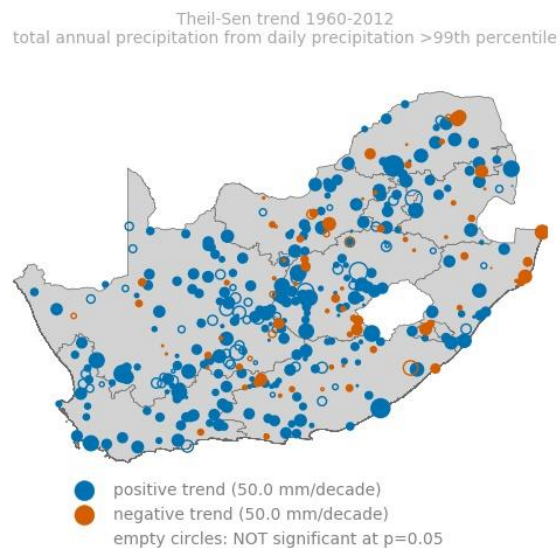 Theil-Sen trend 1960-2012
total annual precipitation from daily precipitation >99th percentile
positive trend (50.0 mm/decade)
negative trend (50.0 mm/decade)
empty circles: NOT significant at p=0.05